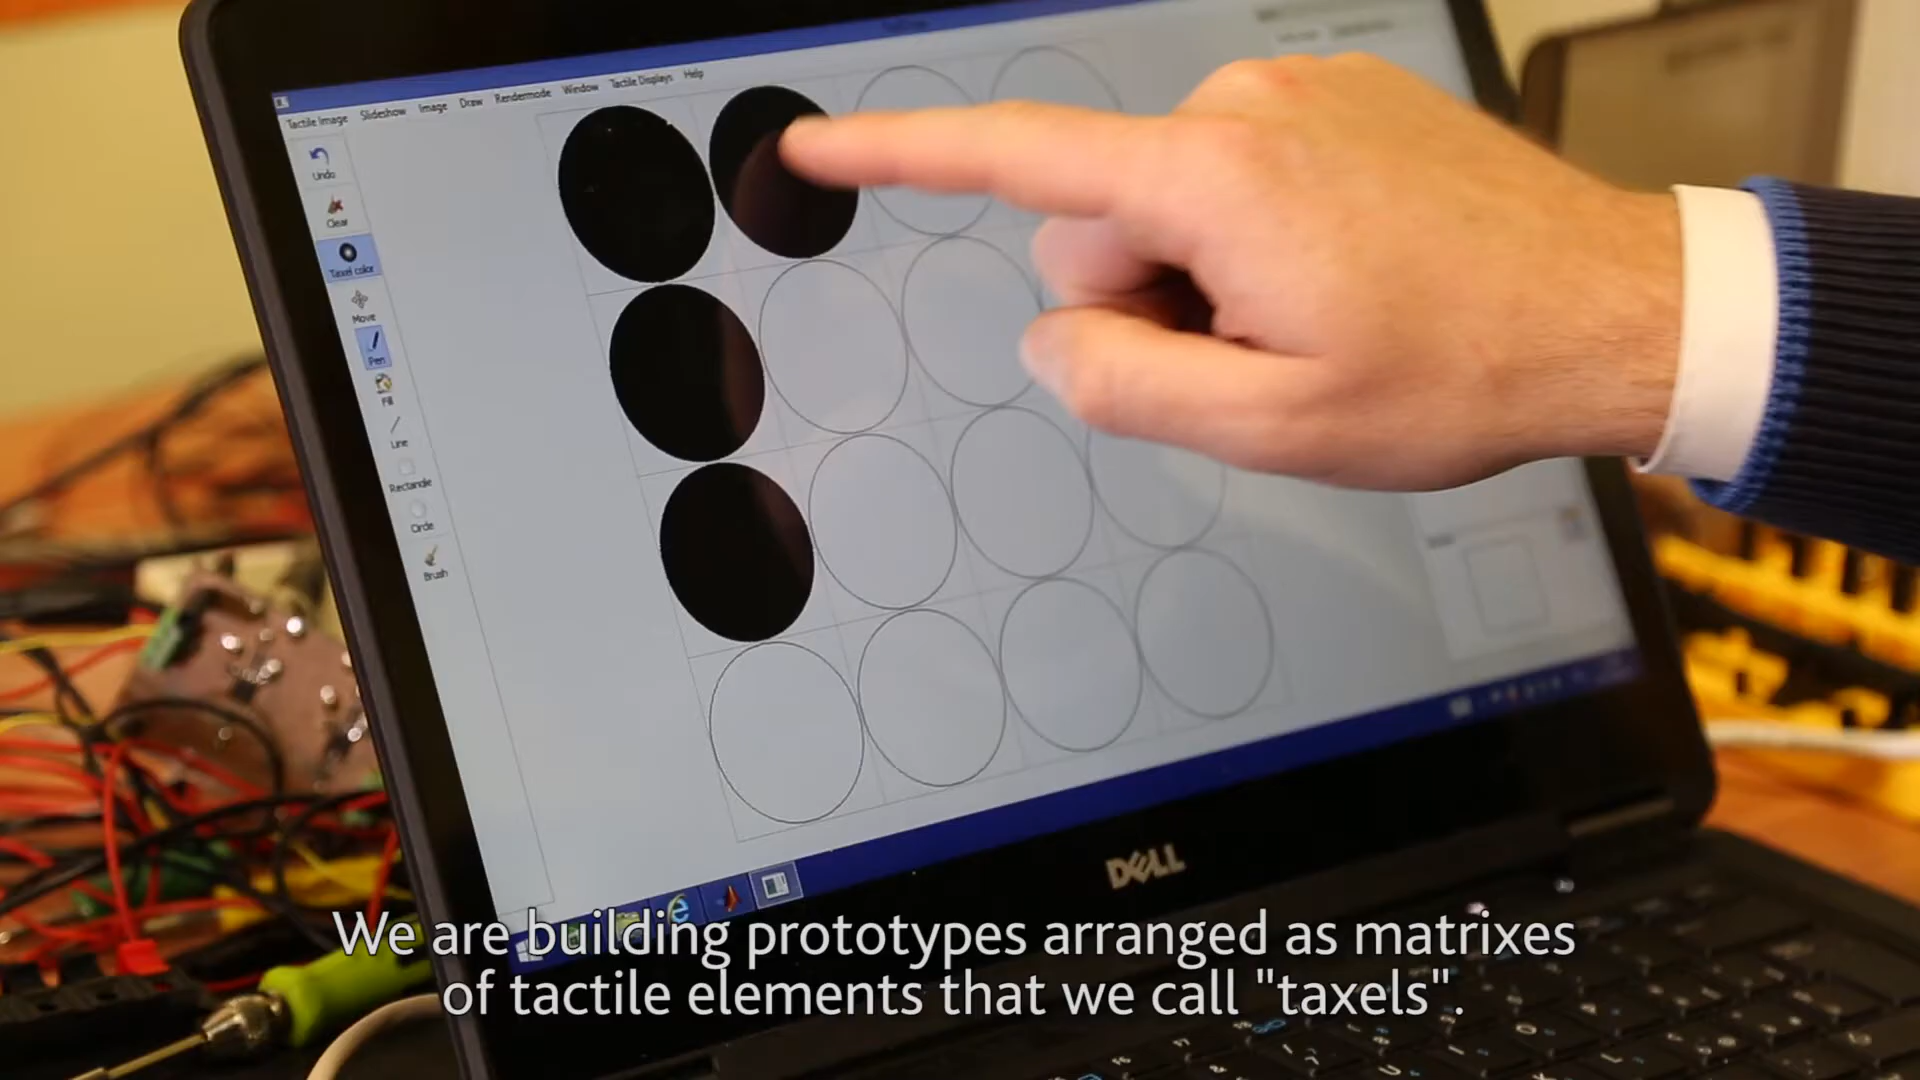 Tactile Image Slideshow Image Draw Rendermode Window Tactile Displays Help
Undo
Clear
Taxel color
Move
Pen
Fill
Line
Rectangle
Circle
Brush
DELL
We are building prototypes arranged as matrixes
of tactile elements that we call "taxels".